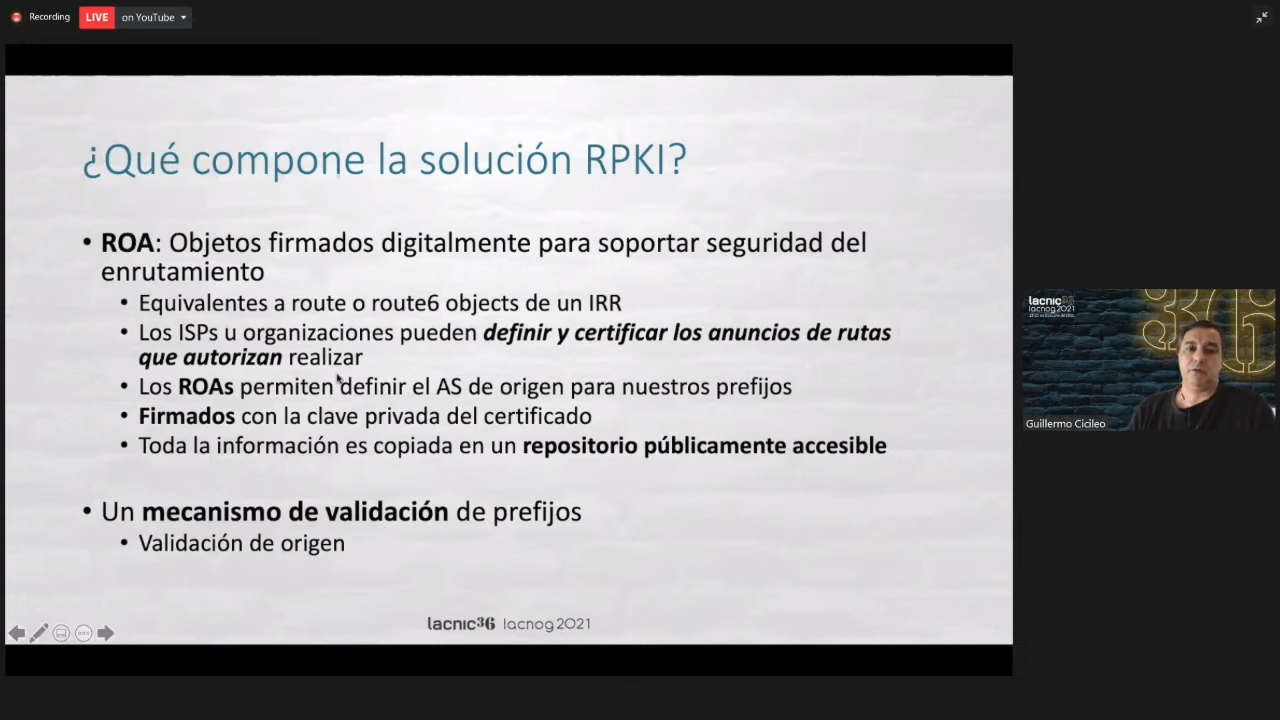 Recording
LIVE on YouTube
¿Qué compone la solución RPKI?
• ROA: Objetos firmados digitalmente para soportar seguridad del
enrutamiento
• Equivalentes a route o route6 objects de un IRR
• Los ISPs u organizaciones pueden definir y certificar los anuncios de rutas
que autorizan realizar
• Los ROAs permiten definir el AS de origen para nuestros prefijos
• Firmados con la clave privada del certificado
• Toda la información es copiada en un repositorio públicamente accesible
• Un mecanismo de validación de prefijos
• Validación de origen
lacnic36 lacnog2021
lacnic36
lacnog2021
36
Guillermo Cicileo